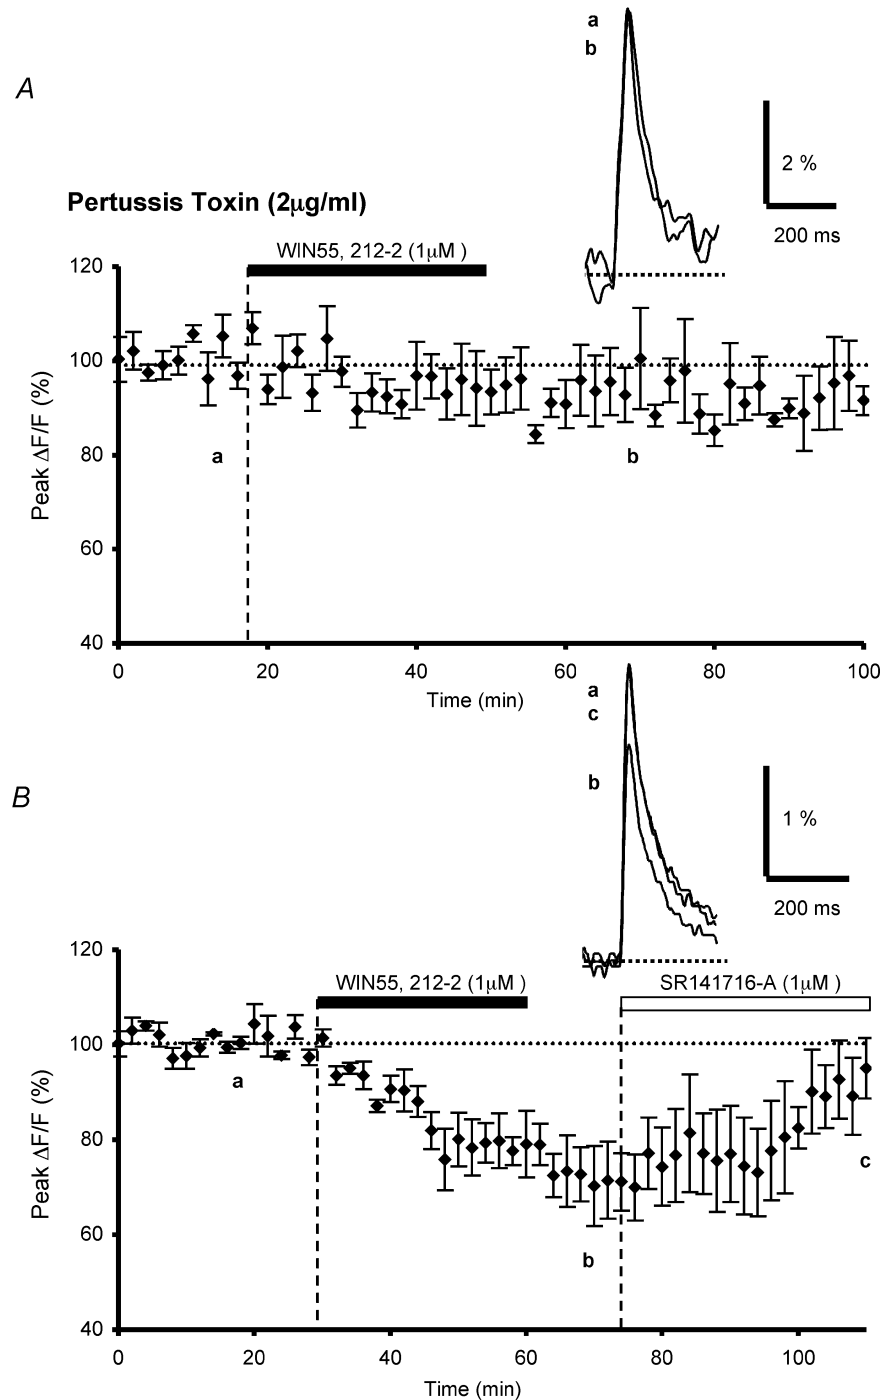 A
a
b
2 %
200 ms
Pertussis Toxin (2μg/ml)
WIN55, 212-2 (1μM )
120
100
80
60
40
Peak ΔF/F (%)
a
b
0
20
40
60
80
100
Time (min)
B
a
c
b
1 %
200 ms
WIN55, 212-2 (1μM )
SR141716-A (1μM )
120
100
80
60
40
Peak ΔF/F (%)
a
b
c
0
20
40
60
80
100
Time (min)